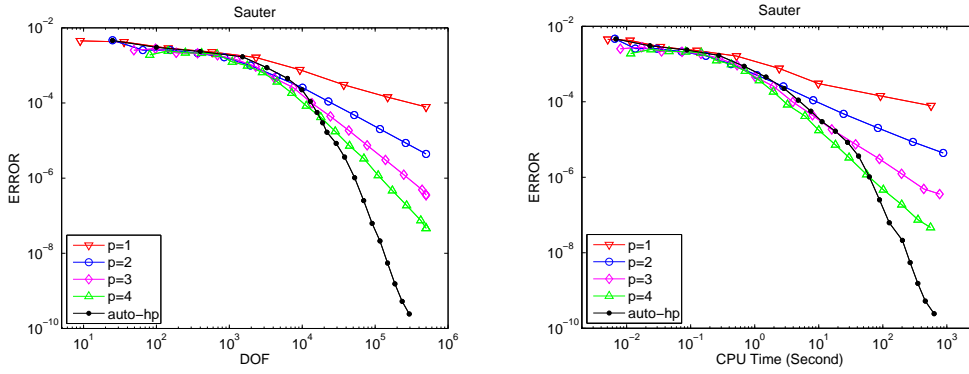 Sauter
10^-2
10^-4
10^-6
10^-8
10^-10
ERROR
p=1
p=2
p=3
p=4
auto-hp
10^1 10^2 10^3 10^4 10^5 10^6
DOF
Sauter
10^-2
10^-4
10^-6
10^-8
10^-10
ERROR
p=1
p=2
p=3
p=4
auto-hp
10^-2 10^-1 10^0 10^1 10^2 10^3
CPU Time (Second)